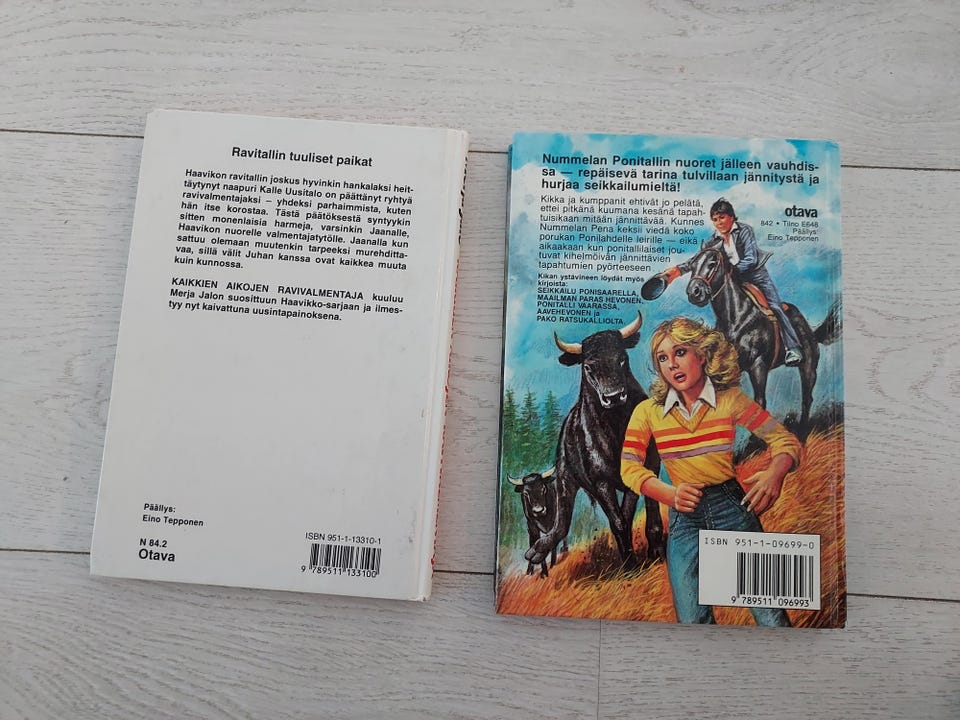 Ravitallin tuuliset paikat
Haavikon ravitallin joskus hyvinkin hankalaksi heit-
täytynyt naapuri Kalle Uusitalo on päättänyt ryhtyä
ravivalmentajaksi – yhdeksi parhaimmista, kuten
hän itse korostaa. Tästä päätöksestä syntyykin
sitten monenlaisia harmeja, varsinkin Jaanalle,
Haavikon nuorelle valmentajatytölle. Jaanalla kun
sattuu olemaan muutenkin tarpeeksi murehditta-
vaa, sillä välit Juhan kanssa ovat kaikkea muuta
kuin kunnossa.
KAIKKIEN AIKOJEN RAVIVALMENTAJA kuuluu
Merja Jalon suosittuun Haavikko-sarjaan ja ilmes-
tyy nyt kaivattuna uusintapainoksena.
Päällys:
Eino Tepponen
N 84.2
Otava
ISBN 951-1-13310-1
9 789511 133100
Nummelan Ponitallin nuoret jälleen vauhdis-
sa — repäisevä tarina tulvillaan jännitystä ja
hurjaa seikkailumieltä!
Kikka ja kumppanit ehtivät jo pelätä,
ettei pitkänä kuumana kesänä tapah-
tuisikaan mitään jännittävää. Kunnes
Nummelan Pena keksii viedä koko
porukan Ponilahdelle leirille — eikä
aikaakaan kun ponitallilaiset jou-
tuvat kihelmöivän jännittävien
tapahtumien pyörteeseen
Kikan ystävineen löydät myös
kirjoista:
SEIKKAILU PONISAARELLA,
MAAILMAN PARAS HEVONEN,
PONITALLI VAARASSA,
AAVEHEVONEN ja
PAKO RATSUKALLIOLTA.
otava
842 • Tilno E648
Päällys:
Eino Tepponen
ISBN 951-1-09699-0
9 789511 096993